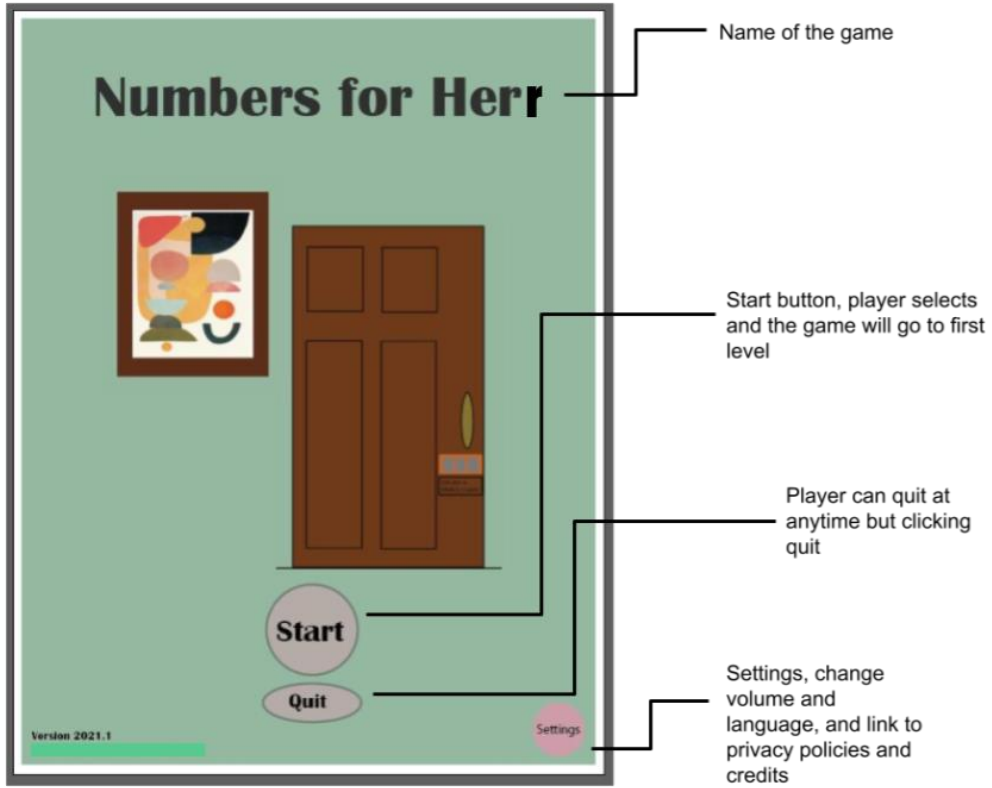 Name of the game
Numbers for Herr
Start button, player selects
and the game will go to first
level
Player can quit at
anytime but clicking
quit
Start
Quit
Settings, change
volume and
language, and link to
privacy policies and
credits
Settings
Version 2021.1